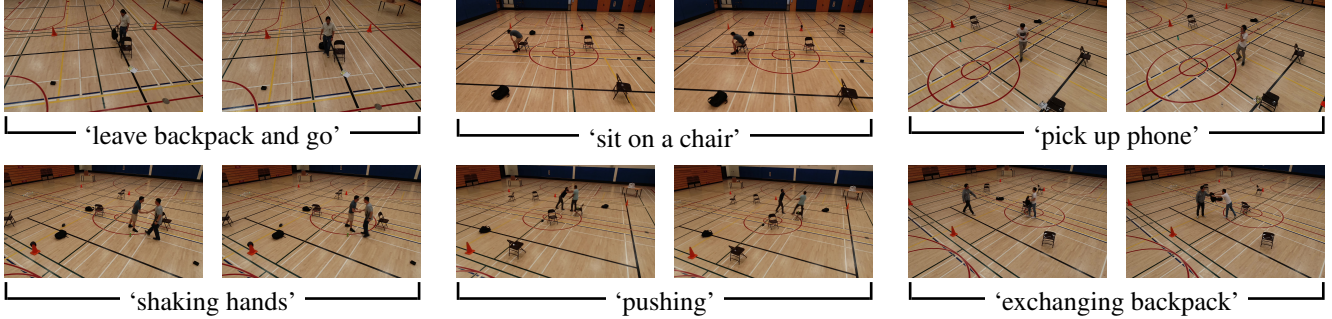 ‘leave backpack and go’
‘sit on a chair’
‘pick up phone’
‘shaking hands’
‘pushing’
‘exchanging backpack’